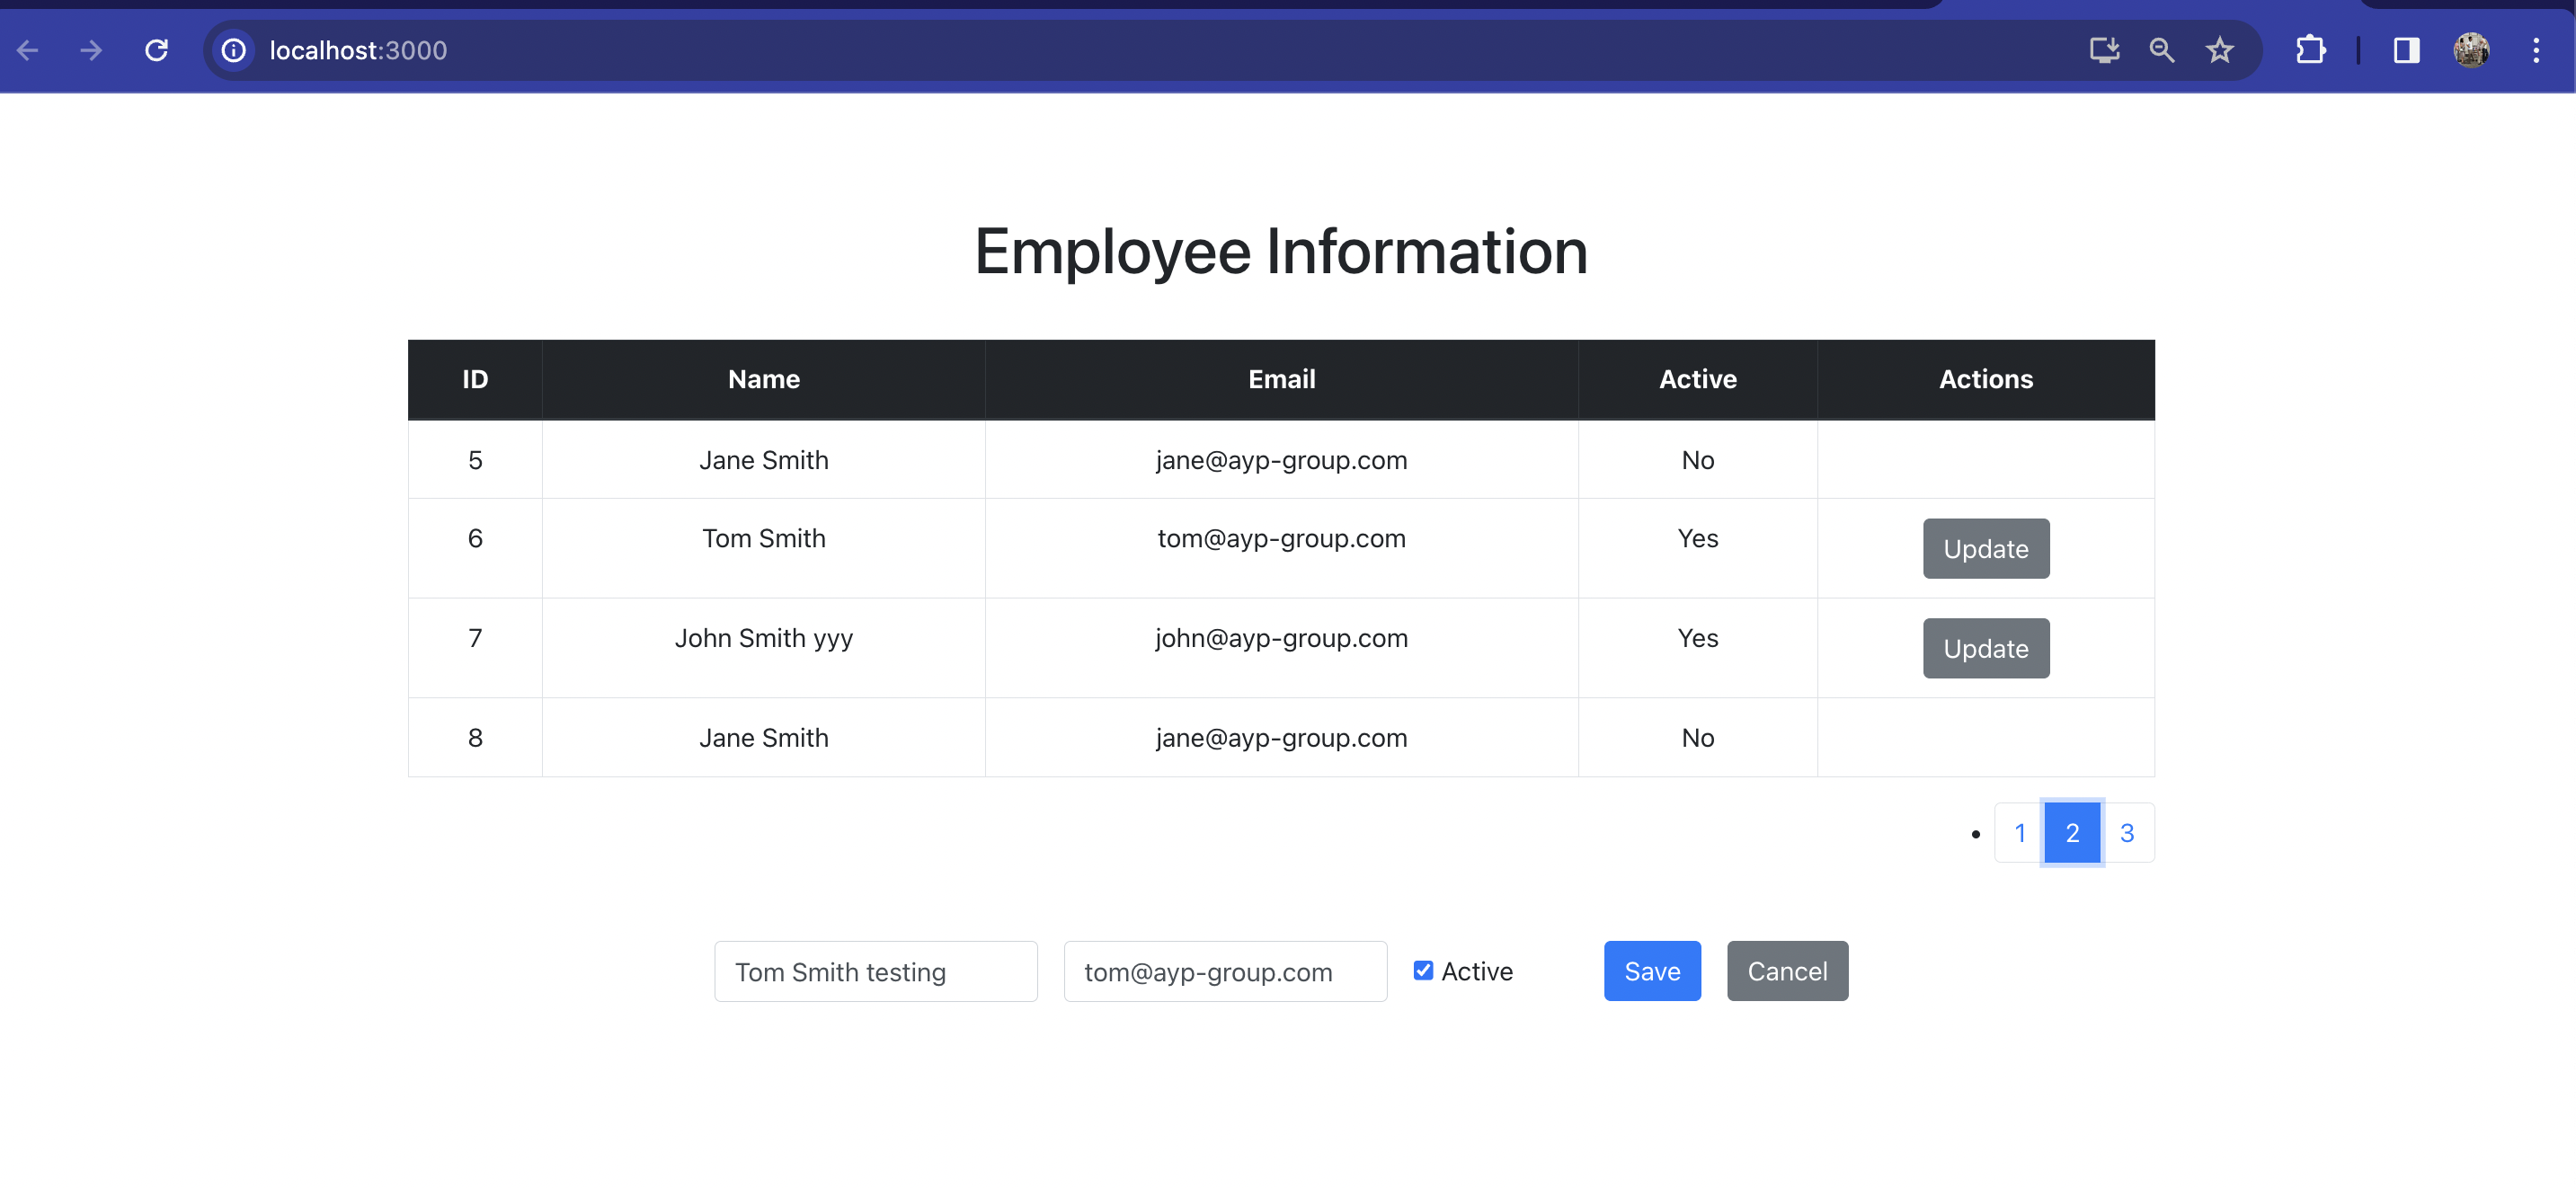 localhost:3000
Employee Information
ID Name Email Active Actions
5 Jane Smith jane@ayp-group.com No
6 Tom Smith tom@ayp-group.com Yes Update
7 John Smith yyy john@ayp-group.com Yes Update
8 Jane Smith jane@ayp-group.com No
• 1 2 3
Tom Smith testing tom@ayp-group.com Active Save Cancel